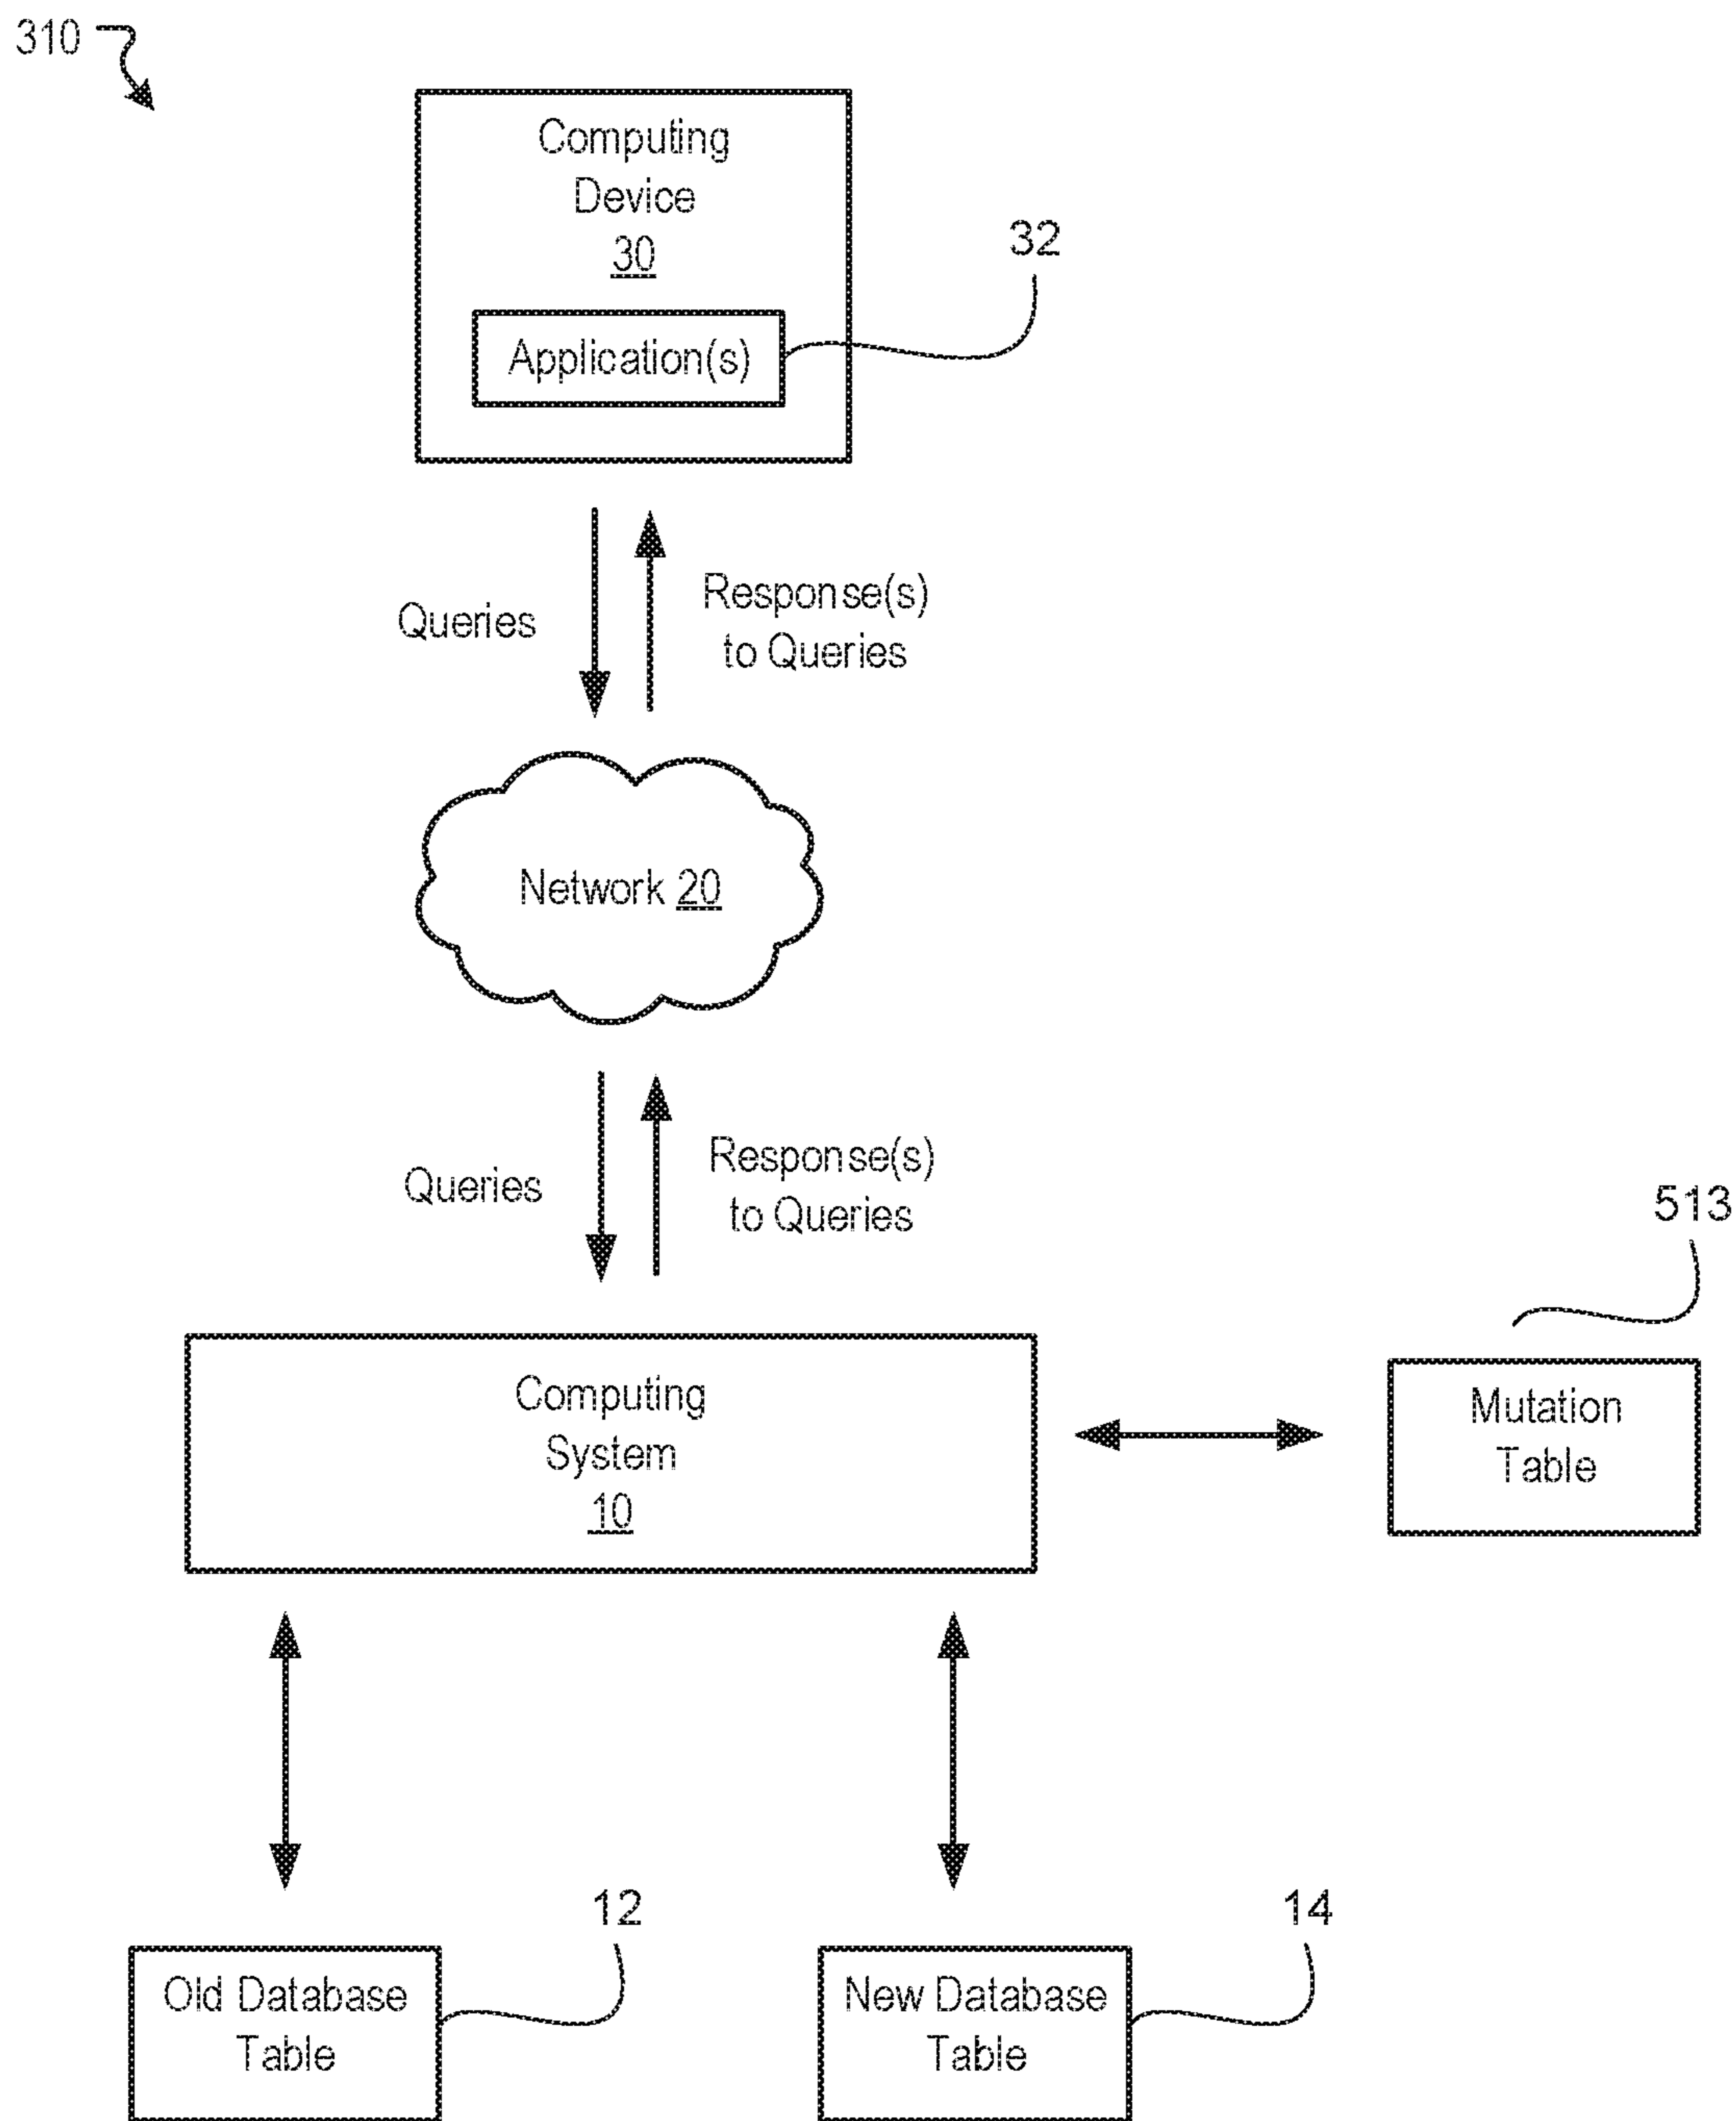 310
Computing
Device
30
32
Application(s)
Queries
Response(s)
to Queries
Network 20
Queries
Response(s)
to Queries
513
Computing
System
10
Mutation
Table
12
14
Old Database
Table
New Database
Table